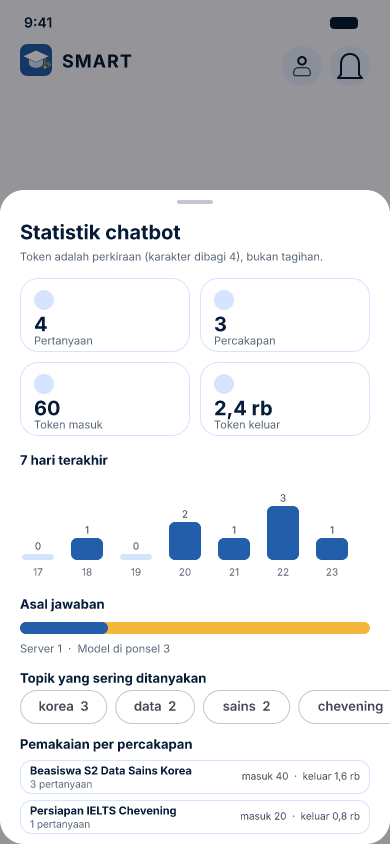 9:41
SMART
Statistik chatbot
Token adalah perkiraan (karakter dibagi 4), bukan tagihan.
4
Pertanyaan
3
Percakapan
60
Token masuk
2,4 rb
Token keluar
7 hari terakhir
0 1 0 2 1 3 1
17 18 19 20 21 22 23
Asal jawaban
Server 1 · Model di ponsel 3
Topik yang sering ditanyakan
korea 3 data 2 sains 2 chevening
Pemakaian per percakapan
Beasiswa S2 Data Sains Korea
3 pertanyaan
masuk 40 · keluar 1,6 rb
Persiapan IELTS Chevening
1 pertanyaan
masuk 20 · keluar 0,8 rb